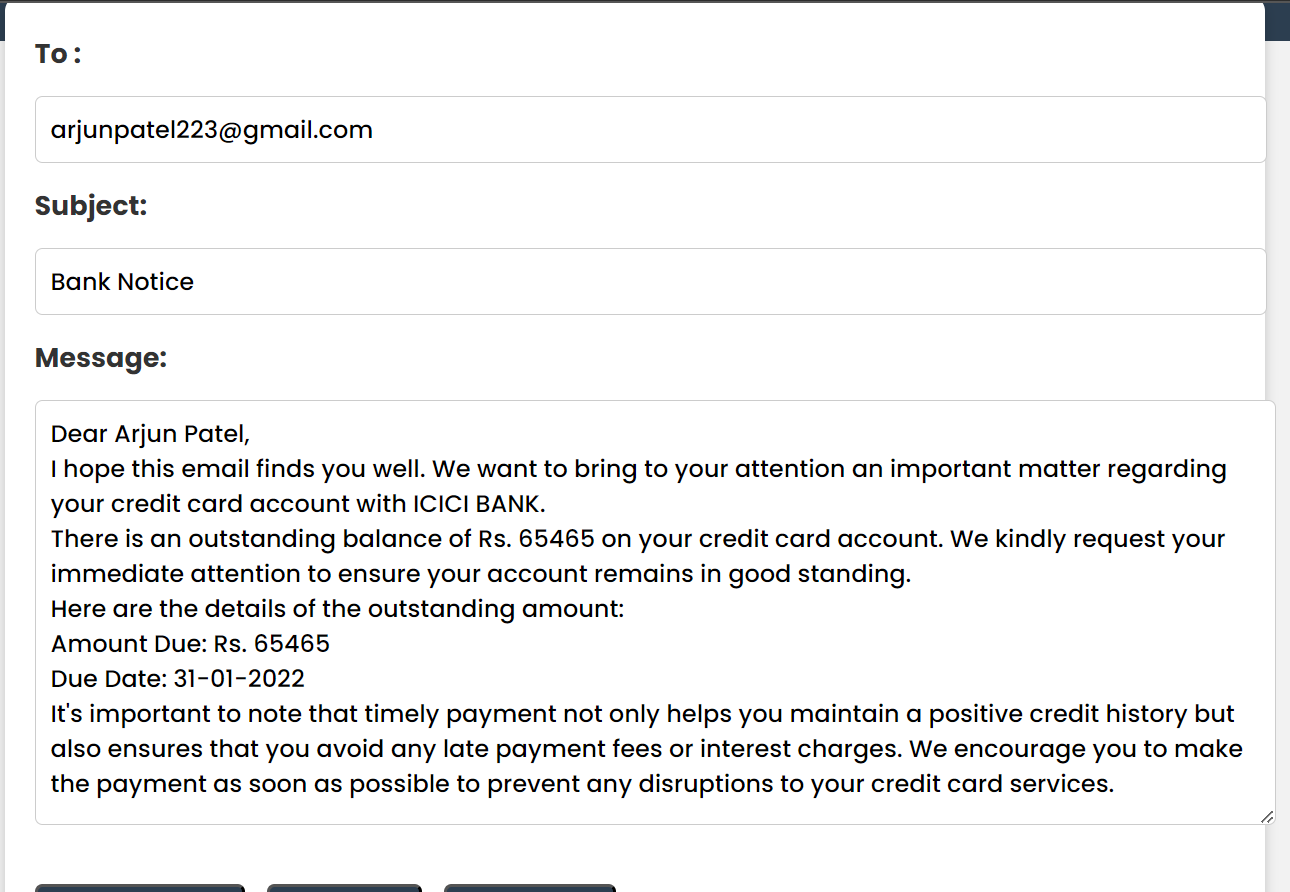 To :
arjunpatel223@gmail.com
Subject:
Bank Notice
Message:
Dear Arjun Patel,
I hope this email finds you well. We want to bring to your attention an important matter regarding
your credit card account with ICICI BANK.
There is an outstanding balance of Rs. 65465 on your credit card account. We kindly request your
immediate attention to ensure your account remains in good standing.
Here are the details of the outstanding amount:
Amount Due: Rs. 65465
Due Date: 31-01-2022
It's important to note that timely payment not only helps you maintain a positive credit history but
also ensures that you avoid any late payment fees or interest charges. We encourage you to make
the payment as soon as possible to prevent any disruptions to your credit card services.